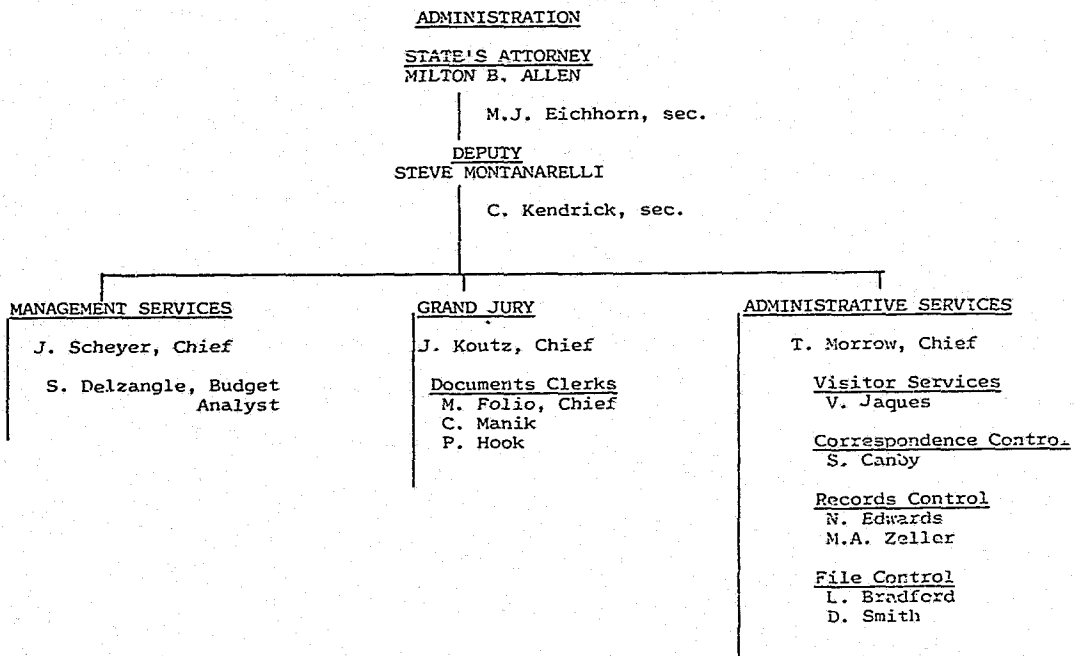 ADMINISTRATION
STATE'S ATTORNEY
MILTON B. ALLEN
M.J. Eichhorn, sec.
DEPUTY
STEVE MONTANARELLI
C. Kendrick, sec.
MANAGEMENT SERVICES
J. Scheyer, Chief
S. Delzangle, Budget
Analyst
GRAND JURY
J. Koutz, Chief
Documents Clerks
M. Folio, Chief
C. Manik
P. Hook
ADMINISTRATIVE SERVICES
T. Morrow, Chief
Visitor Services
V. Jaques
Correspondence Control
S. Canby
Records Control
N. Edwards
M.A. Zeller
File Control
L. Bradford
D. Smith